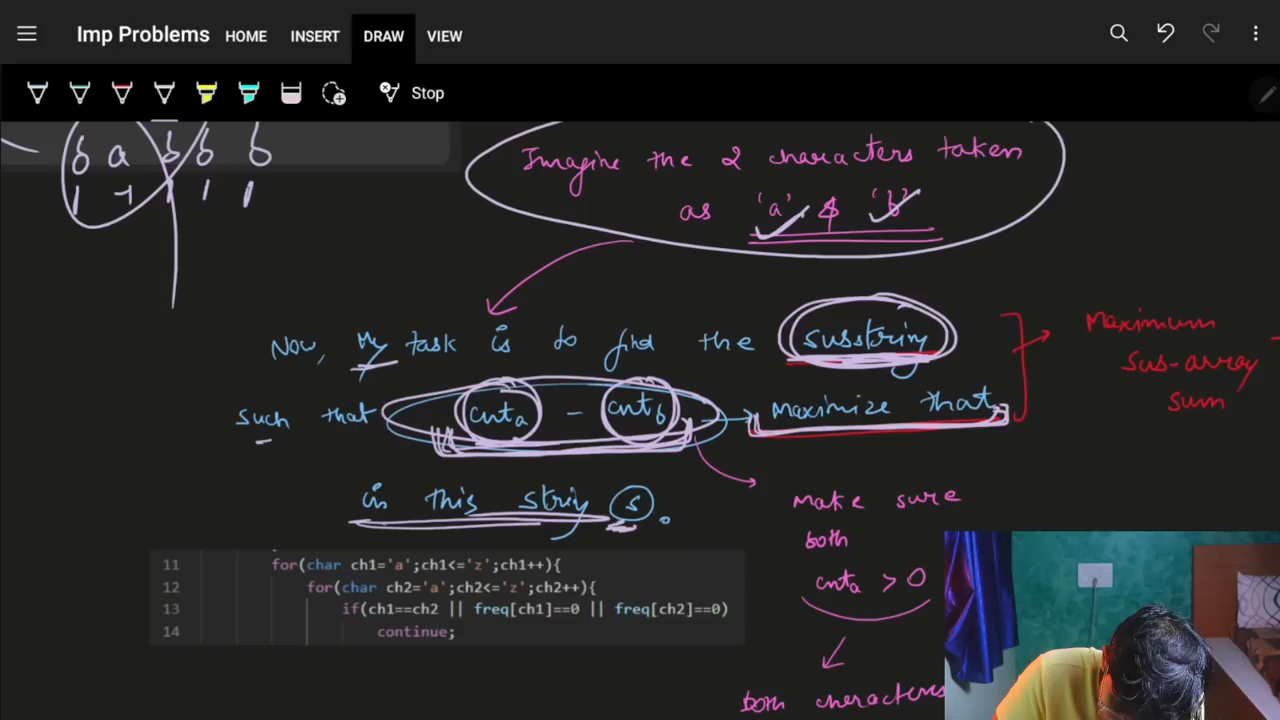 Imp Problems HOME INSERT DRAW VIEW
Stop
b a b b b
1 -1 1 1 1
Imagine the 2 characters taken
as 'a' $ 'b'
Now, My task is to find the susstring
such that cnta - cntb → Maximize that
in this string s.
Maximum
sus-array
sum
Make sure
both
cnta > 0
both characters
11 for(char ch1='a';ch1<='z';ch1++){
12 for(char ch2='a';ch2<='z';ch2++){
13 if(ch1==ch2 || freq[ch1]==0 || freq[ch2]==0)
14 continue;